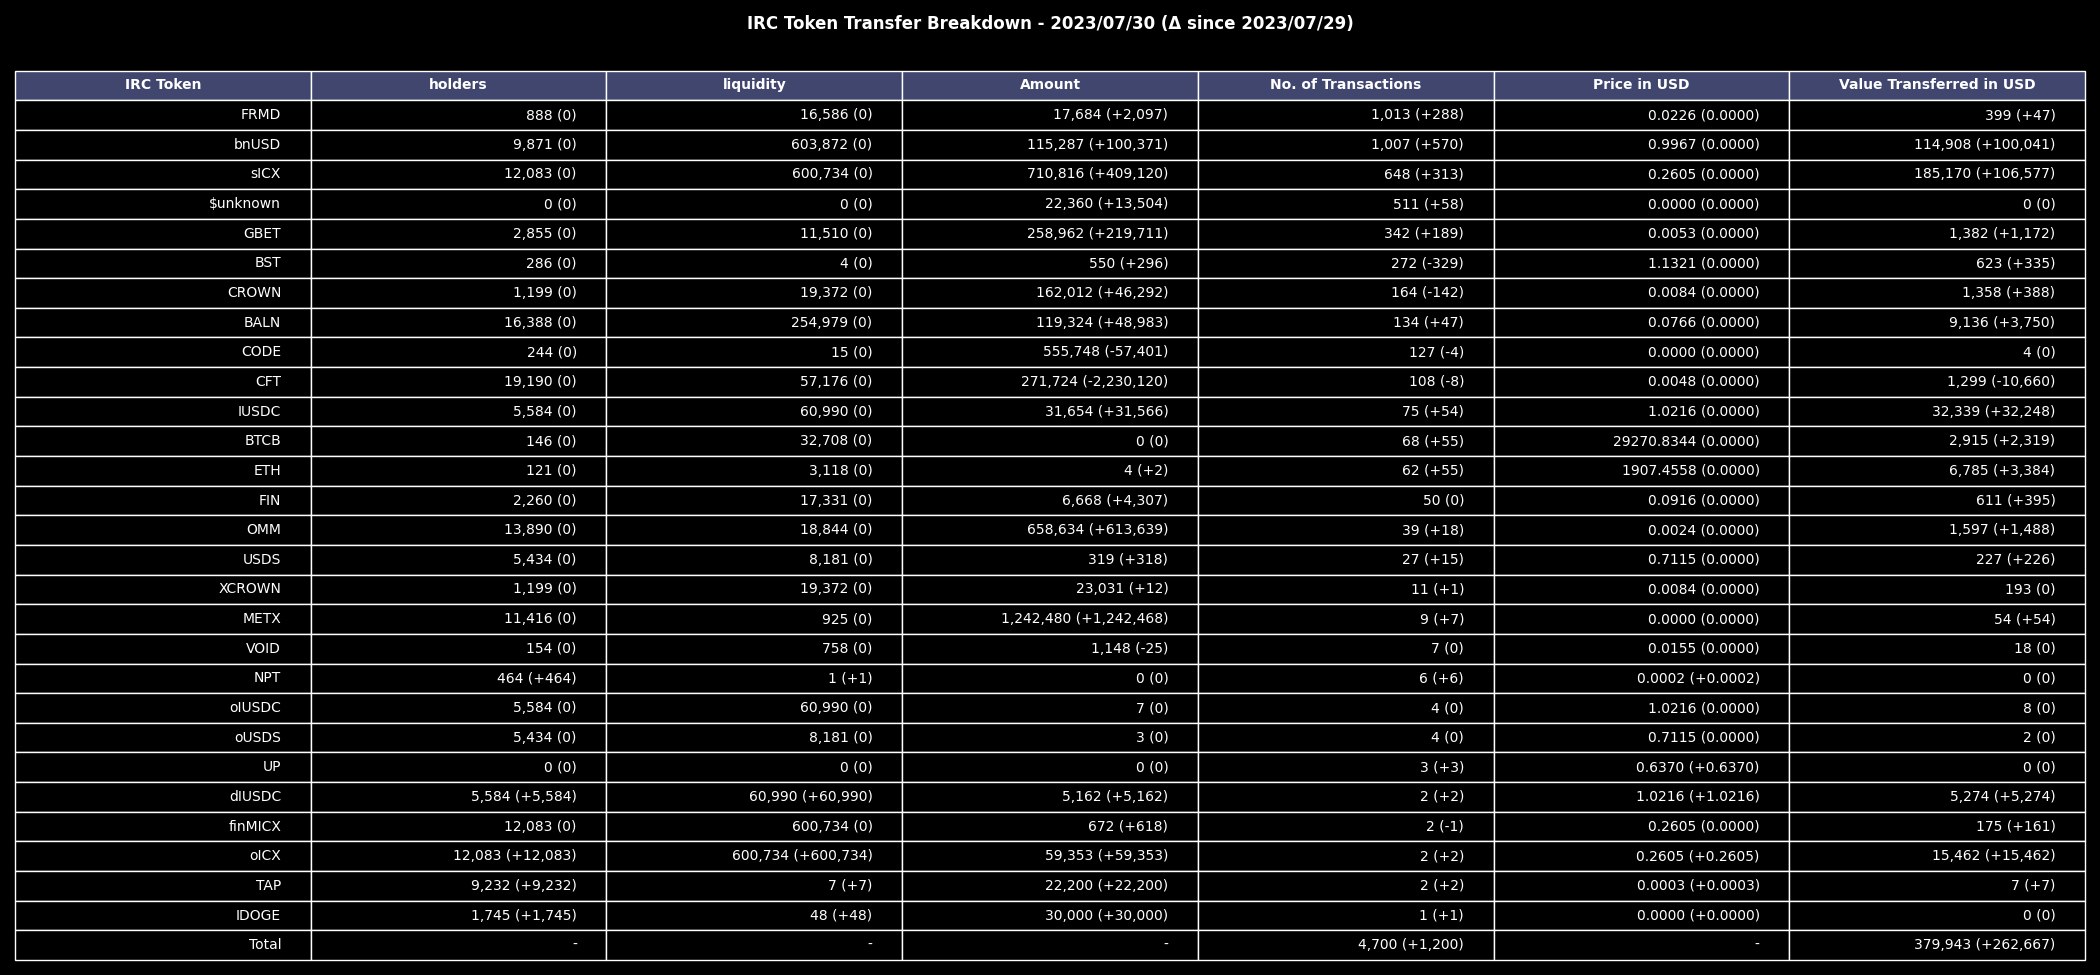 IRC Token Transfer Breakdown - 2023/07/30 (Δ since 2023/07/29)
IRC Token holders liquidity Amount No. of Transactions Price in USD Value Transferred in USD
FRMD 888 (0) 16,586 (0) 17,684 (+2,097) 1,013 (+288) 0.0226 (0.0000) 399 (+47)
bnUSD 9,871 (0) 603,872 (0) 115,287 (+100,371) 1,007 (+570) 0.9967 (0.0000) 114,908 (+100,041)
sICX 12,083 (0) 600,734 (0) 710,816 (+409,120) 648 (+313) 0.2605 (0.0000) 185,170 (+106,577)
$unknown 0 (0) 0 (0) 22,360 (+13,504) 511 (+58) 0.0000 (0.0000) 0 (0)
GBET 2,855 (0) 11,510 (0) 258,962 (+219,711) 342 (+189) 0.0053 (0.0000) 1,382 (+1,172)
BST 286 (0) 4 (0) 550 (+296) 272 (-329) 1.1321 (0.0000) 623 (+335)
CROWN 1,199 (0) 19,372 (0) 162,012 (+46,292) 164 (-142) 0.0084 (0.0000) 1,358 (+388)
BALN 16,388 (0) 254,979 (0) 119,324 (+48,983) 134 (+47) 0.0766 (0.0000) 9,136 (+3,750)
CODE 244 (0) 15 (0) 555,748 (-57,401) 127 (-4) 0.0000 (0.0000) 4 (0)
CFT 19,190 (0) 57,176 (0) 271,724 (-2,230,120) 108 (-8) 0.0048 (0.0000) 1,299 (-10,660)
IUSDC 5,584 (0) 60,990 (0) 31,654 (+31,566) 75 (+54) 1.0216 (0.0000) 32,339 (+32,248)
BTCB 146 (0) 32,708 (0) 0 (0) 68 (+55) 29270.8344 (0.0000) 2,915 (+2,319)
ETH 121 (0) 3,118 (0) 4 (+2) 62 (+55) 1907.4558 (0.0000) 6,785 (+3,384)
FIN 2,260 (0) 17,331 (0) 6,668 (+4,307) 50 (0) 0.0916 (0.0000) 611 (+395)
OMM 13,890 (0) 18,844 (0) 658,634 (+613,639) 39 (+18) 0.0024 (0.0000) 1,597 (+1,488)
USDS 5,434 (0) 8,181 (0) 319 (+318) 27 (+15) 0.7115 (0.0000) 227 (+226)
XCROWN 1,199 (0) 19,372 (0) 23,031 (+12) 11 (+1) 0.0084 (0.0000) 193 (0)
METX 11,416 (0) 925 (0) 1,242,480 (+1,242,468) 9 (+7) 0.0000 (0.0000) 54 (+54)
VOID 154 (0) 758 (0) 1,148 (-25) 7 (0) 0.0155 (0.0000) 18 (0)
NPT 464 (+464) 1 (+1) 0 (0) 6 (+6) 0.0002 (+0.0002) 0 (0)
oIUSDC 5,584 (0) 60,990 (0) 7 (0) 4 (0) 1.0216 (0.0000) 8 (0)
oUSDS 5,434 (0) 8,181 (0) 3 (0) 4 (0) 0.7115 (0.0000) 2 (0)
UP 0 (0) 0 (0) 0 (0) 3 (+3) 0.6370 (+0.6370) 0 (0)
dIUSDC 5,584 (+5,584) 60,990 (+60,990) 5,162 (+5,162) 2 (+2) 1.0216 (+1.0216) 5,274 (+5,274)
finMICX 12,083 (0) 600,734 (0) 672 (+618) 2 (-1) 0.2605 (0.0000) 175 (+161)
oICX 12,083 (+12,083) 600,734 (+600,734) 59,353 (+59,353) 2 (+2) 0.2605 (+0.2605) 15,462 (+15,462)
TAP 9,232 (+9,232) 7 (+7) 22,200 (+22,200) 2 (+2) 0.0003 (+0.0003) 7 (+7)
IDOGE 1,745 (+1,745) 48 (+48) 30,000 (+30,000) 1 (+1) 0.0000 (+0.0000) 0 (0)
Total - - - 4,700 (+1,200) - 379,943 (+262,667)